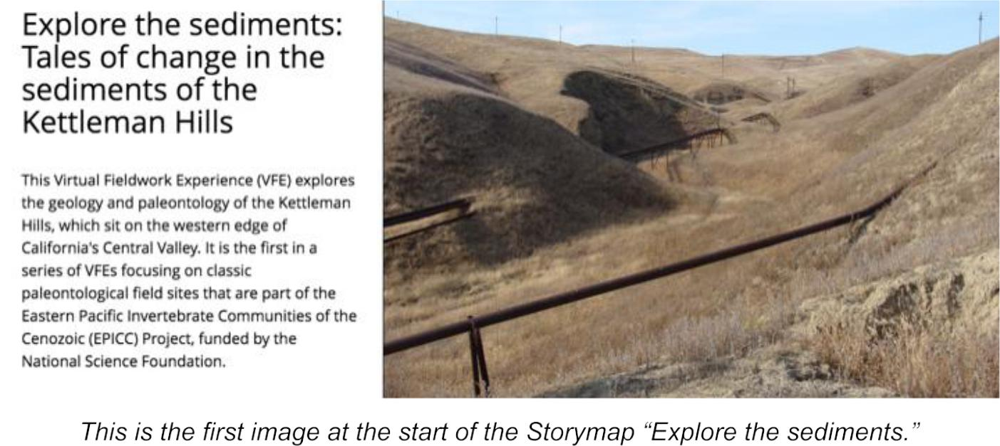 Explore the sediments:
Tales of change in the
sediments of the
Kettleman Hills
This Virtual Fieldwork Experience (VFE) explores
the geology and paleontology of the Kettleman
Hills, which sit on the western edge of
California's Central Valley. It is the first in a
series of VFEs focusing on classic
paleontological field sites that are part of the
Eastern Pacific Invertebrate Communities of the
Cenozoic (EPICC) Project, funded by the
National Science Foundation.
This is the first image at the start of the Storymap “Explore the sediments.”